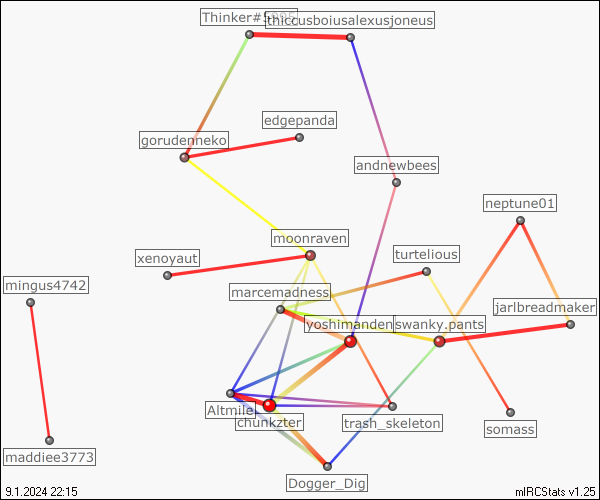 Thinker#5995
thiccusboiusalexusjoneus
edgepanda
gorudenneko
andnewbees
neptune01
moonraven
xenoyaut
turtelious
mingus4742
marcemadness
jarlbreadmaker
yoshimanden
swanky.pants
Altmile
chunkzter
trash_skeleton
somass
maddiee3773
Dogger_Dig
9.1.2024 22:15
mIRCStats v1.25